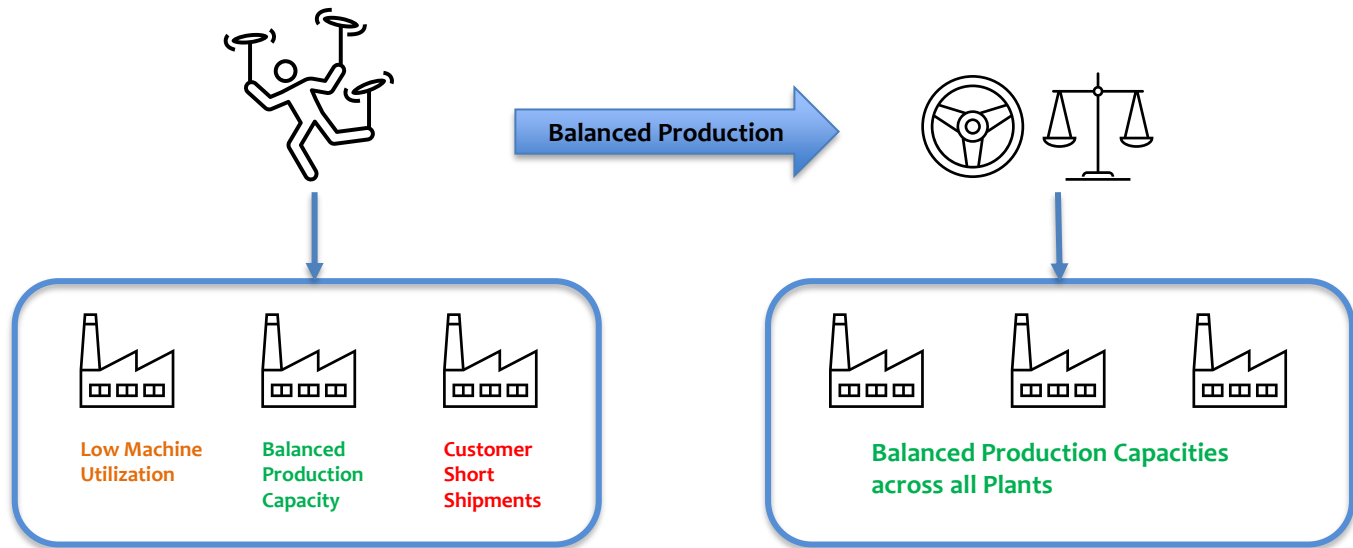 Balanced Production
Low Machine
Utilization
Balanced
Production
Capacity
Customer
Short
Shipments
Balanced Production Capacities
across all Plants